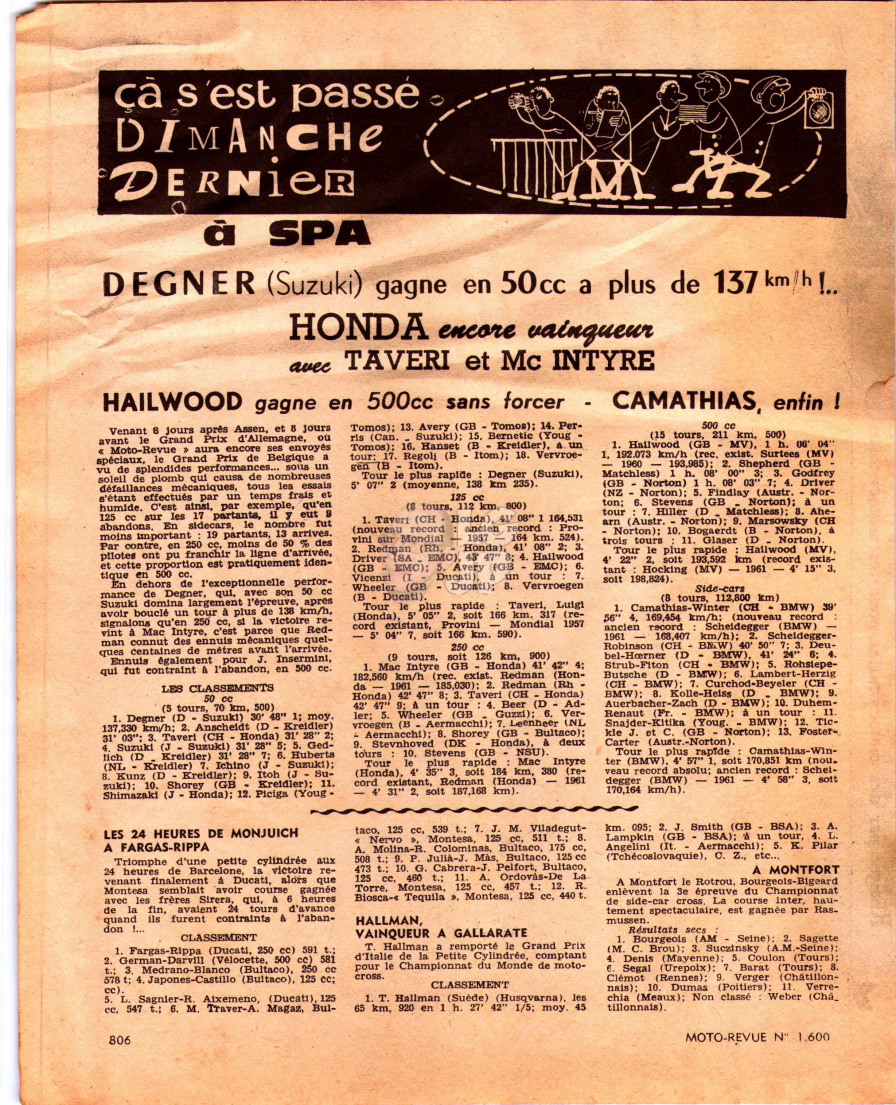 çà s'est passé
DIMANCHE
DERNIER
à SPA
DEGNER (Suzuki) gagne en 50cc a plus de 137 km/h !..
HONDA encore vainqueur
avec TAVERI et Mc INTYRE
HAILWOOD gagne en 500cc sans forcer - CAMATHIAS, enfin !
Venant 8 jours après Assen, et 8 jours
avant le Grand Prix d'Allemagne, où
« Moto-Revue » aura encore ses envoyés
spéciaux, le Grand Prix de Belgique a
vu de splendides performances... sous un
soleil de plomb qui causa de nombreuses
défaillances mécaniques, tous les essais
s'étant effectués par un temps frais et
humide. C'est ainsi, par exemple, qu'en
125 cc sur les 17 partants, il y eut 9
abandons. En sidecars, le nombre fut
moins important : 19 partants, 13 arrives.
Par contre, en 250 cc, moins de 50 % des
pilotes ont pu franchir la ligne d'arrivée,
et cette proportion est pratiquement iden-
tique en 500 cc.
En dehors de l'exceptionnelle perfor-
mance de Degner, qui, avec son 50 cc
Suzuki domina largement l'épreuve, après
avoir bouclé un tour à plus de 138 km/h,
signalons qu'en 250 cc, si la victoire re-
vint à Mac Intyre, c'est parce que Red-
man connut des ennuis mécaniques quel-
ques centaines de mètres avant l'arrivée.
Ennuis également pour J. Insermini,
qui fut contraint à l'abandon, en 500 cc.
LES CLASSEMENTS
50 cc
(5 tours, 70 km, 500)
1. Degner (D - Suzuki) 30' 48" 1; moy.
137,330 km/h; 2. Anscheidt (D - Kreidler)
31' 03"; 3. Taveri (CH - Honda) 31' 28" 2;
4. Suzuki (J - Suzuki) 31' 28" 5; 5. Ged-
lich (D - Kreidler) 31' 28" 7; 6. Huberts
(NL - Kreidler) 7. Ichino (J - Suzuki);
8. Kunz (D - Kreidler); 9. Itoh (J - Su-
zuki); 10. Shorey (GB - Kreidler); 11.
Shimazaki (J - Honda); 12. Piciga (Youg -
Tomos); 13. Avery (GB - Tomos); 14. Per-
ris (Can. - Suzuki); 15. Bernetic (Youg -
Tomos); 16. Hanset (B - Kreidler), à un
tour; 17. Regolj (B - Itom); 18. Vervroe-
gen (B - Itom).
Tour le plus rapide : Degner (Suzuki),
5' 07" 2 (moyenne, 138 km 235).
125 cc
(8 tours, 112 km, 800)
1. Taveri (CH - Honda), 41' 08" 1 164,531
(nouveau record : ancien record : Pro-
vini sur Mondial - 1957 - 164 km. 524).
2. Redman (Rh. - Honda), 41' 08" 2; 3.
Driver (SA - EMC), 43' 47" 8; 4. Hailwood
(GB - EMC); 5. Avery (GB - EMC); 6.
Vicenzi (I - Ducati), à un tour : 7.
Wheeler (GB - Ducati); 8. Vervroegen
(B - Ducati).
Tour le plus rapide : Taveri, Luigi
(Honda), 5' 05" 2, soit 166 km. 317 (re-
cord existant, Provini — Mondial 1957
— 5' 04" 7, soit 166 km. 590).
250 cc
(9 tours, soit 126 km, 900)
1. Mac Intyre (GB - Honda) 41' 42" 4;
182,560 km/h (rec. exist. Redman (Hon-
da — 1961 — 185,030); 2. Redman (Rh -
Honda) 42' 47" 8; 3. Taveri (CH - Honda)
42' 47" 9; à un tour : 4. Beer (D - Ad-
ler; 5. Wheeler (GB - Guzzi); 6. Ver-
vroegen (B - Aermacchi); 7. Leenheer (NL
- Aermacchi); 8. Shorey (GB - Bultaco);
9. Stevnhoved (DK - Honda), à deux
tours : 10. Stevens (GB - NSU).
Tour le plus rapide : Mac Intyre
(Honda), 4' 35" 3, soit 184 km, 380 (re-
cord existant, Redman (Honda) — 1961
— 4' 31" 2, soit 187,168 km).
500 cc
(15 tours, 211 km, 500)
1. Hailwood (GB - MV), 1 h. 06' 04"
1, 192.073 km/h (rec. exist. Surtees (MV)
— 1960 — 193,985); 2. Shepherd (GB -
Matchless) 1 h. 08' 00" 3; 3. Godfrey
(GB - Norton) 1 h. 08' 03" 7; 4. Driver
(NZ - Norton); 5. Findlay (Austr. - Nor-
ton; 6. Stevens (GB - Norton); à un
tour : 7. Hiller (D - Matchless); 8. Ahe-
arn (Austr. - Norton); 9. Marsowsky (CH
- Norton); 10. Bogaerdt (B - Norton), à
trois tours : 11. Glaser (D - Norton).
Tour le plus rapide : Hailwood (MV),
4' 22" 2, soit 193,592 km (record exis-
tant : Hocking (MV) — 1961 — 4' 15" 3,
soit 198,824).
Side-cars
(8 tours, 112,800 km)
1. Camathias-Winter (CH - BMW) 39'
56" 4, 169,454 km/h; (nouveau record :
ancien record : Scheidegger (BMW) —
1961 — 168,407 km/h); 2. Scheidegger-
Robinson (CH - BMW) 40' 50" 7; 3. Deu-
bel-Hœrner (D - BMW), 41' 24" 6; 4.
Strub-Fiton (CH - BMW); 5. Rohsiepe-
Butsche (D - BMW); 6. Lambert-Herzig
(CH - BMW); 7. Curchod-Beyeler (CH -
BMW); 8. Kolle-Heiss (D - BMW); 9.
Auerbacher-Zach (D - BMW); 10. Duhem-
Renaut (Fr. - BMW); à un tour : 11.
Snajder-Kitika (Youg. - BMW); 12. Tic-
kle J. et C. (GB - Norton); 13. Foster-
Carter (Austr.-Norton).
Tour le plus rapide : Camathias-Win-
ter (BMW), 4' 57" 1, soit 170,851 km (nou-
veau record absolu; ancien record : Schei-
degger (BMW) — 1961 — 4' 58" 3, soit
170,164 km/h).
LES 24 HEURES DE MONJUICH
A FARGAS-RIPPA
Triomphe d'une petite cylindrée aux
24 heures de Barcelone, la victoire re-
venant finalement à Ducati, alors que
Montesa semblait avoir course gagnée
avec les frères Sirera, qui, à 6 heures
de la fin, avaient 24 tours d'avance
quand ils furent contraints à l'aban-
don !...
CLASSEMENT
1. Fargas-Rippa (Ducati, 250 cc) 591 t.;
2. German-Darvill (Vélocette, 500 cc) 581
t.; 3. Medrano-Blanco (Bultaco), 250 cc
578 t; 4. Japones-Castillo (Bultaco), 125 cc;
cc).
5. L. Sagnier-R. Aixemeno, (Ducati), 125
cc, 547 t.; 6. M. Traver-A. Magaz, Bul-
taco, 125 cc, 539 t.; 7. J. M. Viladegut-
« Nervo », Montesa, 125 cc, 511 t.; 8.
A. Molina-R. Colominas, Bultaco, 175 cc,
508 t.; 9. P. Julià-J. Màs, Bultaco, 125 cc
473 t.; 10. G. Cabrera-J. Pelfort, Bultaco,
125 cc, 460 t.; 11. A. Ordovás-De La
Torre, Montesa, 125 cc, 457 t.; 12. R.
Biosca-« Tequila », Montesa, 125 cc, 440 t.
HALLMAN,
VAINQUEUR A GALLARATE
T. Hallman a remporté le Grand Prix
d'Italie de la Petite Cylindrée, comptant
pour le Championnat du Monde de moto-
cross.
CLASSEMENT
1. T. Hallman (Suède) (Husqvarna), les
65 km, 920 en 1 h. 27' 42" 1/5; moy. 45
km. 095; 2. J. Smith (GB - BSA); 3. A.
Lampkin (GB - BSA); à un tour, 4. L.
Angelini (It. - Aermacchi); 5. K. Pilar
(Tchécoslovaquie), C. Z., etc...
A MONTFORT
A Montfort le Rotrou, Bourgeois-Bigeard
enlèvent la 3e épreuve du Championnat
de side-car cross. La course inter, hau-
tement spectaculaire, est gagnée par Ras-
mussen.
Résultats secs :
1. Bourgeois (AM - Seine); 2. Sagette
(M. C. Brou); 3. Suczinsky (A.M.-Seine);
4. Denis (Mayenne); 5. Coulon (Tours);
6. Segal (Urepoix); 7. Barat (Tours); 8.
Clémot (Rennes); 9. Verger (Châtillon-
nais); 10. Dumas (Poitiers); 11. Verre-
chia (Meaux); Non classé : Weber (Châ-
tillonnais).
806
MOTO-REVUE N° 1.600